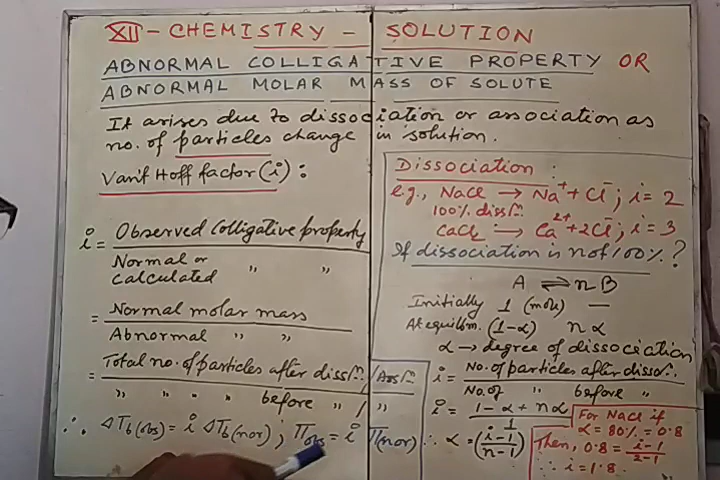 XII - CHEMISTRY - SOLUTION
ABNORMAL COLLIGATIVE PROPERTY OR
ABNORMAL MOLAR MASS OF SOLUTE
It arises due to dissociation or association as
no. of particles change in solution.
Vant Hoff factor (i) :
i = Observed Colligative property
Normal or
Calculated " "
= Normal molar mass
Abnormal " "
= Total no. of particles after dissn. / Assn.
" " " " before " / "
∴ ΔTb(obs) = i ΔTb(nor) ; Πobs = i Π(nor)
Dissociation :
e.g., NaCl → Na⁺ + Cl⁻ ; i = 2
100% dissn.
CaCl₂ → Ca²⁺ + 2Cl⁻ ; i = 3
If dissociation is not 100% ?
A ⇌ nB
Initially 1 (mole) —
At equilbm. (1-α) nα
α → degree of dissociation
i = No. of particles after dissn.
No. of " before "
i = 1 - α + nα
1
∴ α = (i-1 / n-1)
For NaCl if
α = 80% = 0.8
Then, 0.8 = i-1 / 2-1
∴ i = 1.8